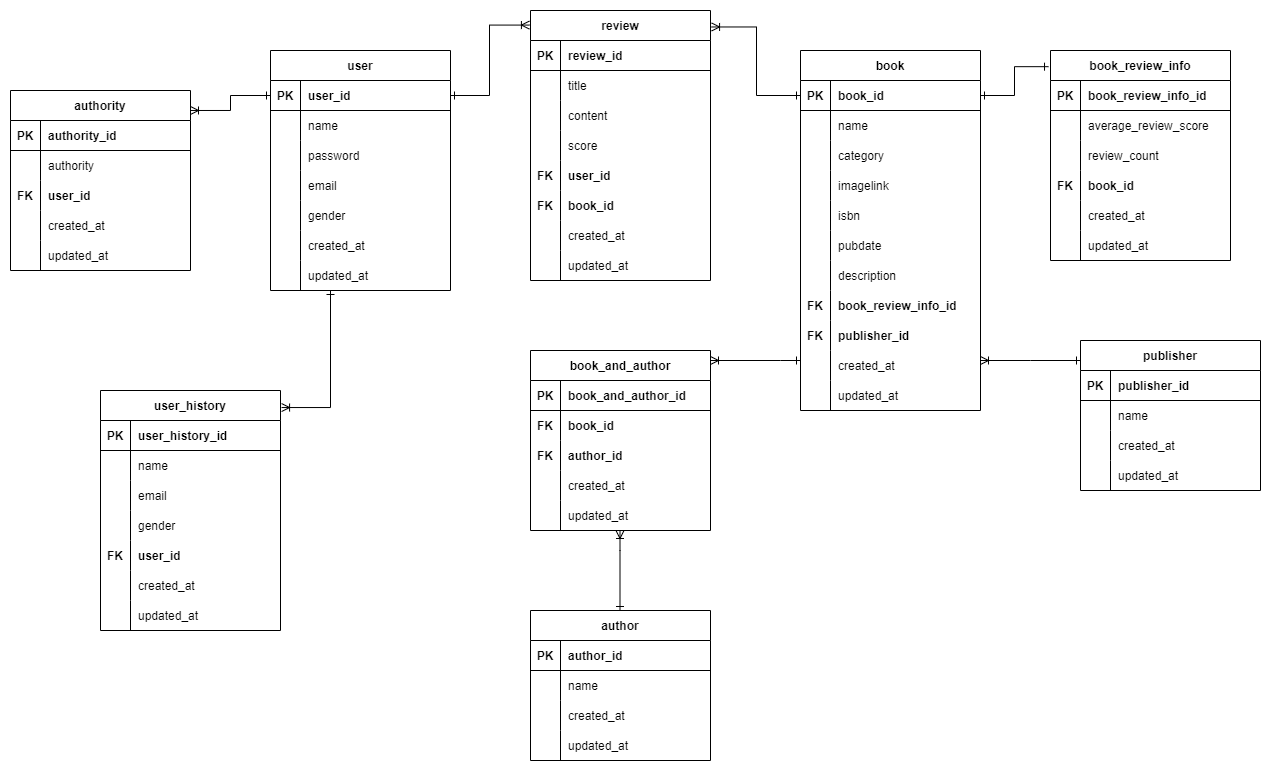 authority
PK authority_id
authority
FK user_id
created_at
updated_at
user
PK user_id
name
password
email
gender
created_at
updated_at
review
PK review_id
title
content
score
FK user_id
FK book_id
created_at
updated_at
book
PK book_id
name
category
imagelink
isbn
pubdate
description
FK book_review_info_id
FK publisher_id
created_at
updated_at
book_review_info
PK book_review_info_id
average_review_score
review_count
FK book_id
created_at
updated_at
user_history
PK user_history_id
name
email
gender
FK user_id
created_at
updated_at
book_and_author
PK book_and_author_id
FK book_id
FK author_id
created_at
updated_at
publisher
PK publisher_id
name
created_at
updated_at
author
PK author_id
name
created_at
updated_at